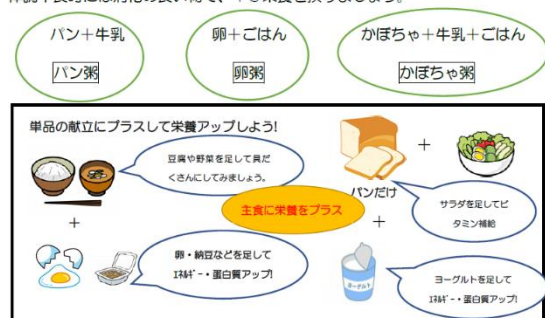 パン+牛乳
パン粥
卵+ごはん
卵粥
かぼちゃ+牛乳+ごはん
かぼちゃ粥
単品の献立にプラスして栄養アップしよう!
豆腐や野菜を足して具だ
くさんにしてみましょう。
+
パンだけ
サラダを足してビ
タミン補給
主食に栄養をプラス
+
+
卵・納豆などを足して
エネルギー・蛋白質アップ!
ヨーグルト
ヨーグルトを足して
エネルギー・蛋白質アップ!